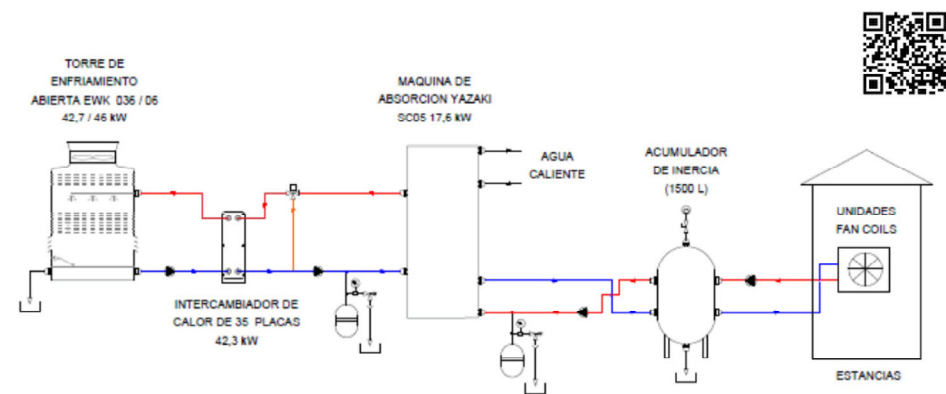 TORRE DE
ENFRIAMIENTO
ABIERTA EWK 036 / 06
42,7 / 46 kW
MAQUINA DE
ABSORCION YAZAKI
SC05 17,6 kW
AGUA
CALIENTE
ACUMULADOR
DE INERCIA
(1500 L)
UNIDADES
FAN COILS
INTERCAMBIADOR DE
CALOR DE 35 PLACAS
42,3 kW
ESTANCIAS